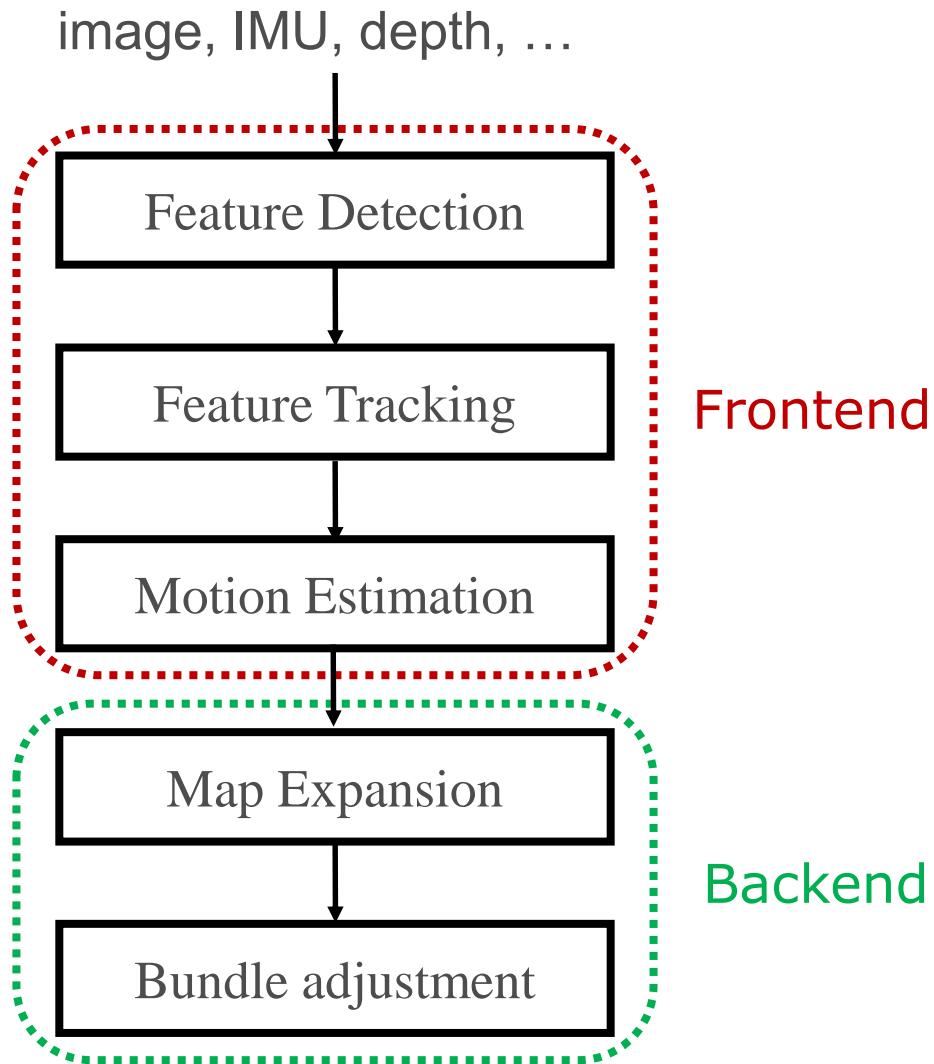 image, IMU, depth, …
Feature Detection
Feature Tracking
Frontend
Motion Estimation
Map Expansion
Backend
Bundle adjustment